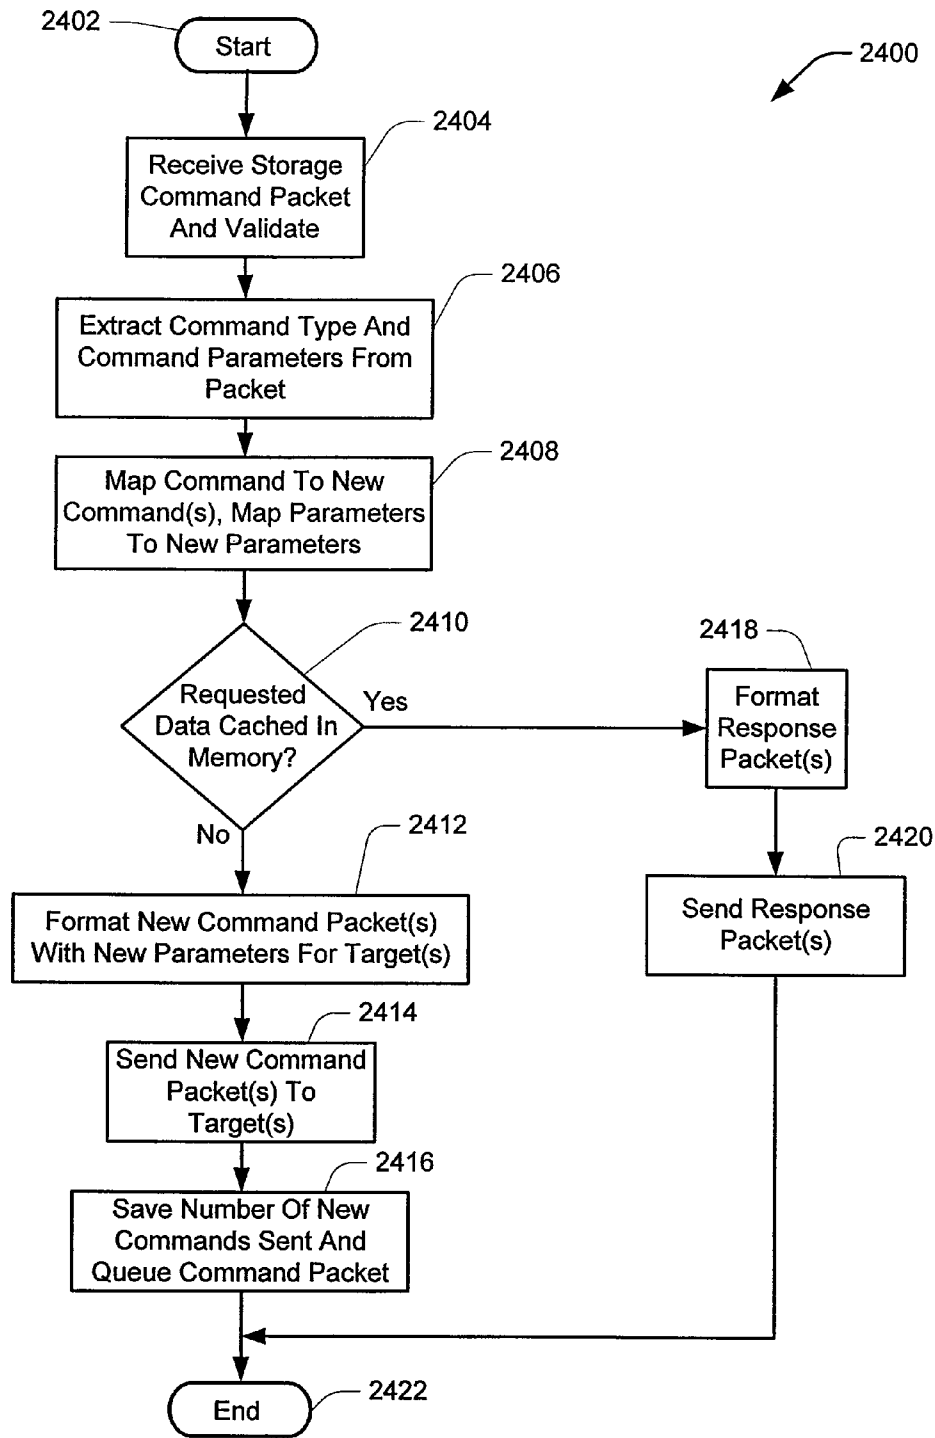 2402
Start
2400
2404
Receive Storage
Command Packet
And Validate
2406
Extract Command Type And
Command Parameters From
Packet
2408
Map Command To New
Command(s), Map Parameters
To New Parameters
2410
Requested
Data Cached In
Memory?
Yes
No
2418
Format
Response
Packet(s)
2412
Format New Command Packet(s)
With New Parameters For Target(s)
2420
Send Response
Packet(s)
2414
Send New Command
Packet(s) To
Target(s)
2416
Save Number Of New
Commands Sent And
Queue Command Packet
2422
End